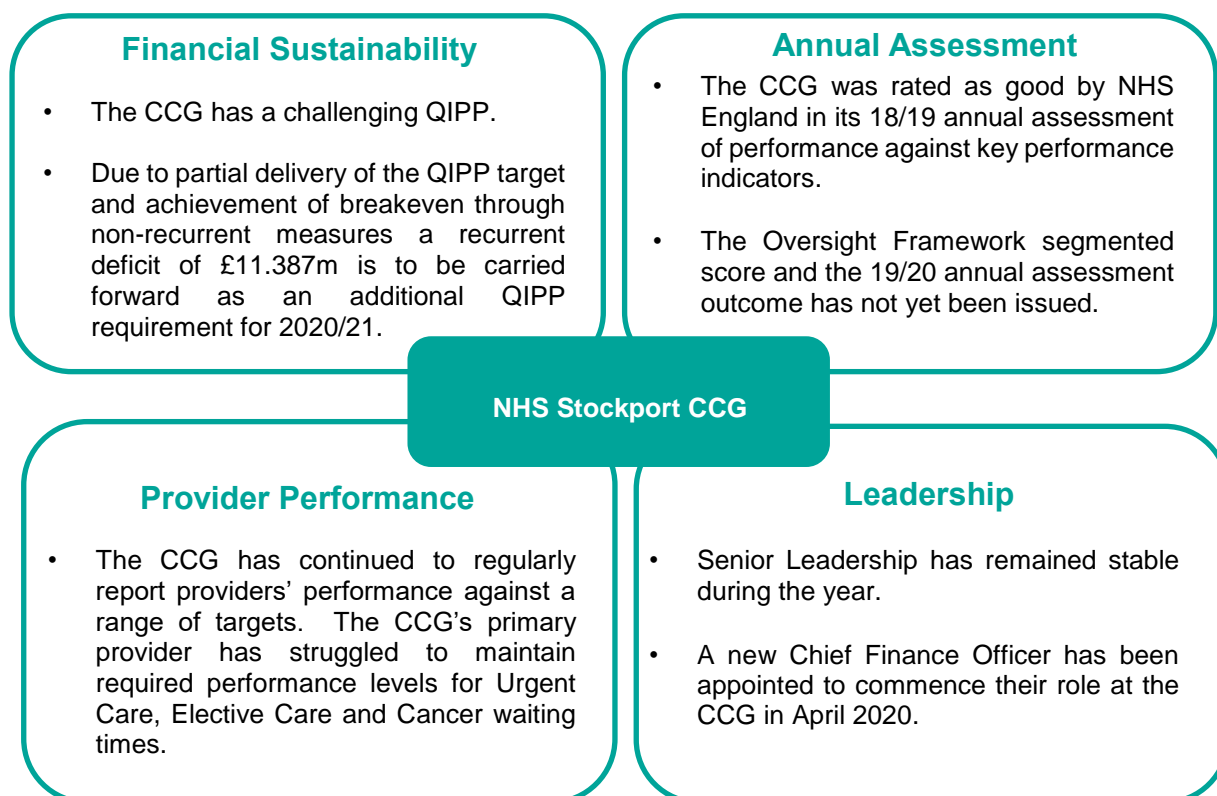 Financial Sustainability
• The CCG has a challenging QIPP.
• Due to partial delivery of the QIPP target
and achievement of breakeven through
non-recurrent measures a recurrent
deficit of £11.387m is to be carried
forward as an additional QIPP
requirement for 2020/21.
Annual Assessment
• The CCG was rated as good by NHS
England in its 18/19 annual assessment
of performance against key performance
indicators.
• The Oversight Framework segmented
score and the 19/20 annual assessment
outcome has not yet been issued.
NHS Stockport CCG
Provider Performance
• The CCG has continued to regularly
report providers’ performance against a
range of targets. The CCG’s primary
provider has struggled to maintain
required performance levels for Urgent
Care, Elective Care and Cancer waiting
times.
Leadership
• Senior Leadership has remained stable
during the year.
• A new Chief Finance Officer has been
appointed to commence their role at the
CCG in April 2020.